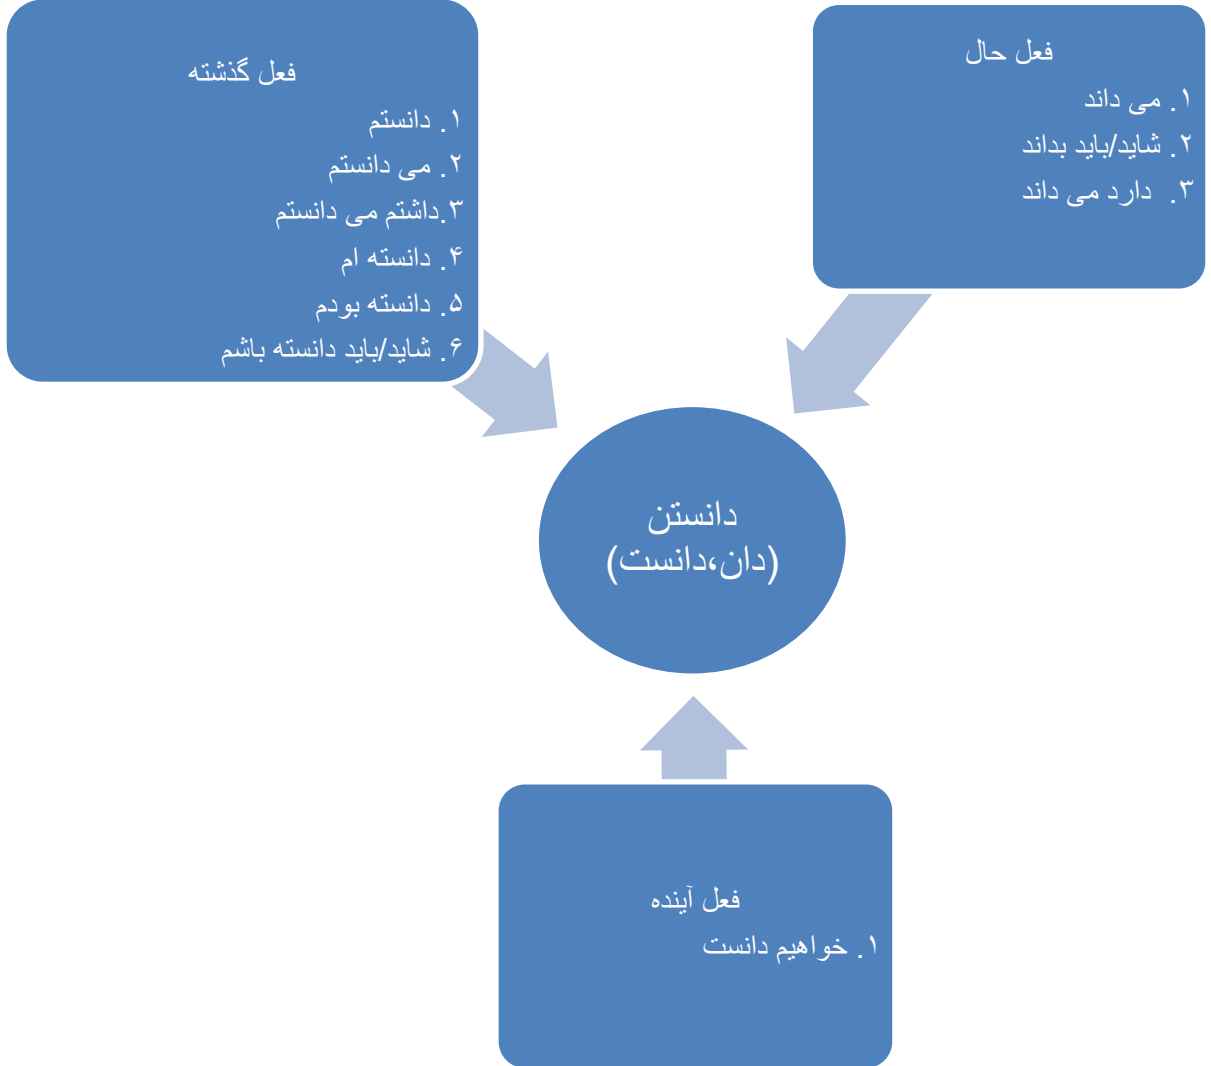 فعل حال
۱. می داند
۲. شاید/باید بداند
۳. دارد می داند
فعل گذشته
۱. دانستم
۲. می دانستم
۳.داشتم می دانستم
۴. دانسته ام
۵. دانسته بودم
۶. شاید/باید دانسته باشم
دانستن
(دان،دانست)
فعل آینده
۱. خواهیم دانست